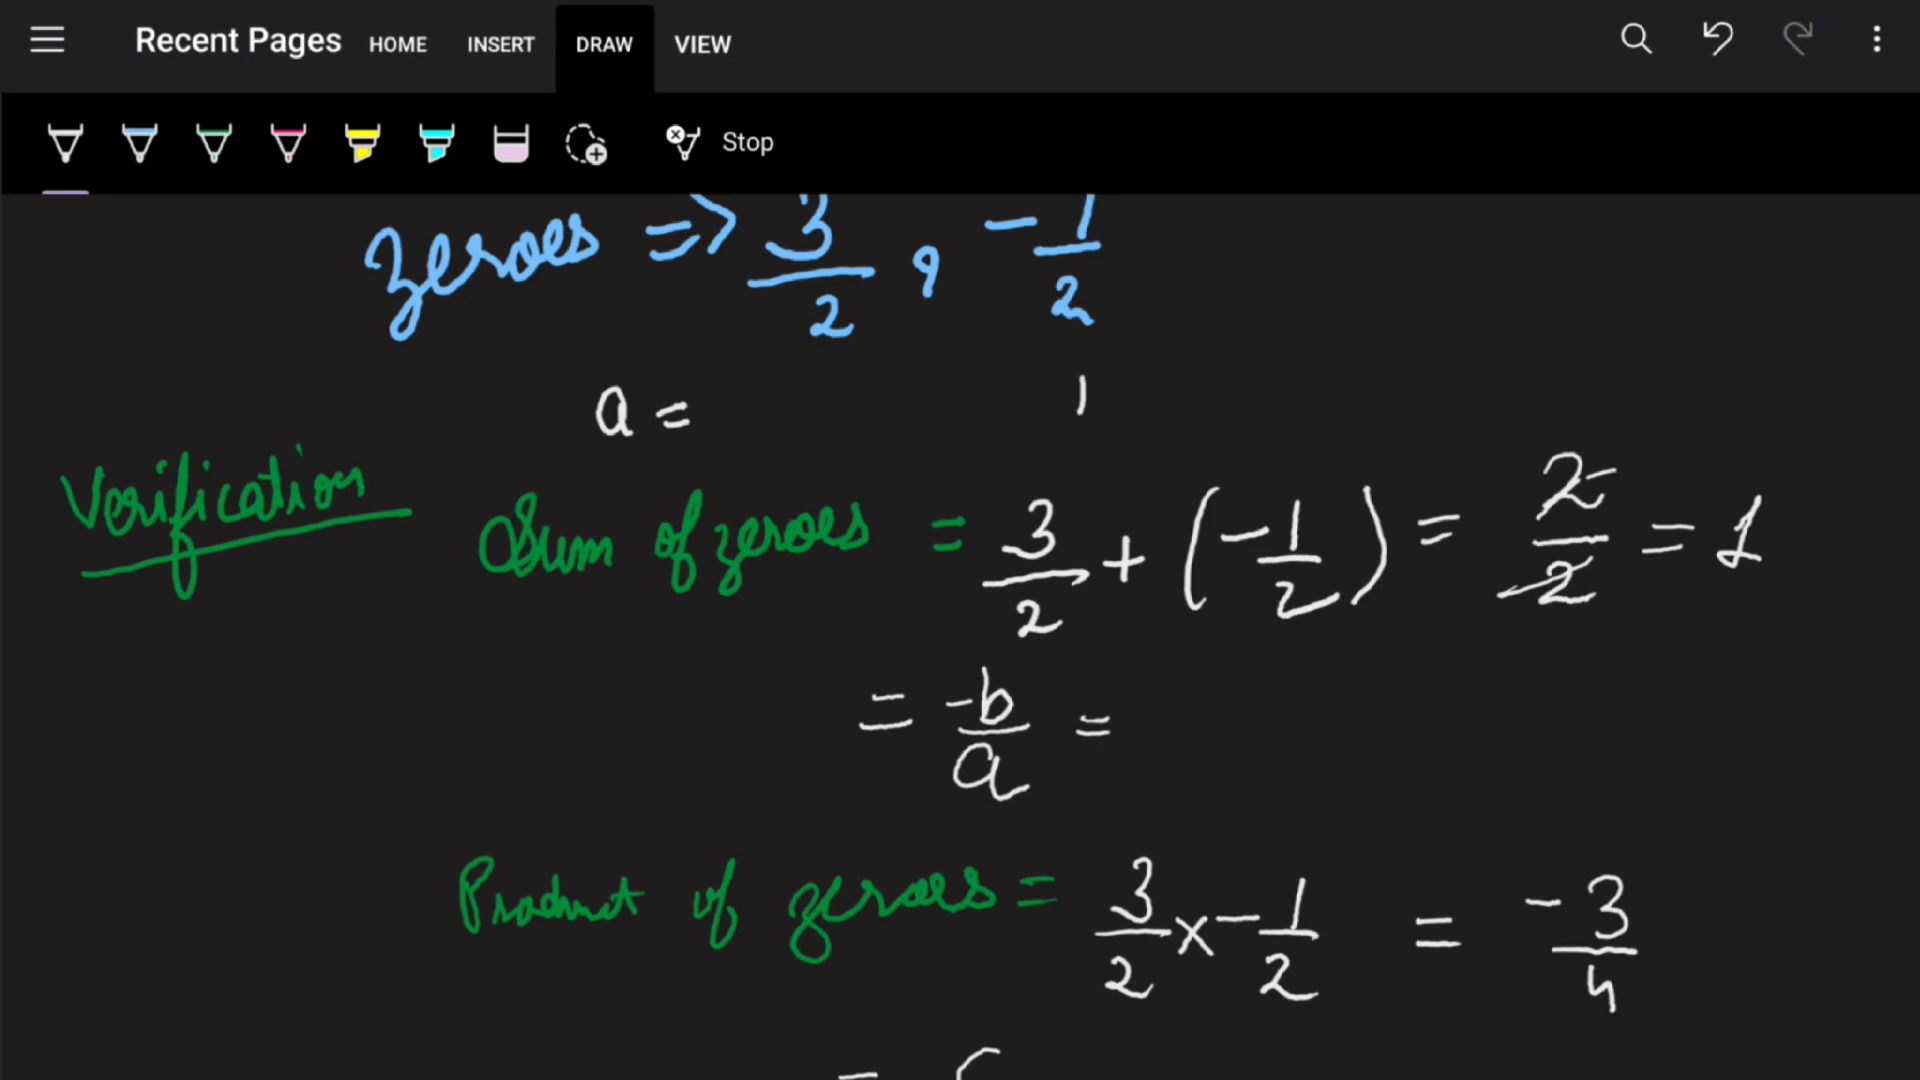 Recent Pages HOME INSERT DRAW VIEW
Stop
zeroes => 3/2 , -1/2
a =
Verification
Sum of zeroes = 3/2 + (-1/2) = 2/2 = 1
= -b/a =
Product of zeroes = 3/2 x -1/2 = -3/4
=